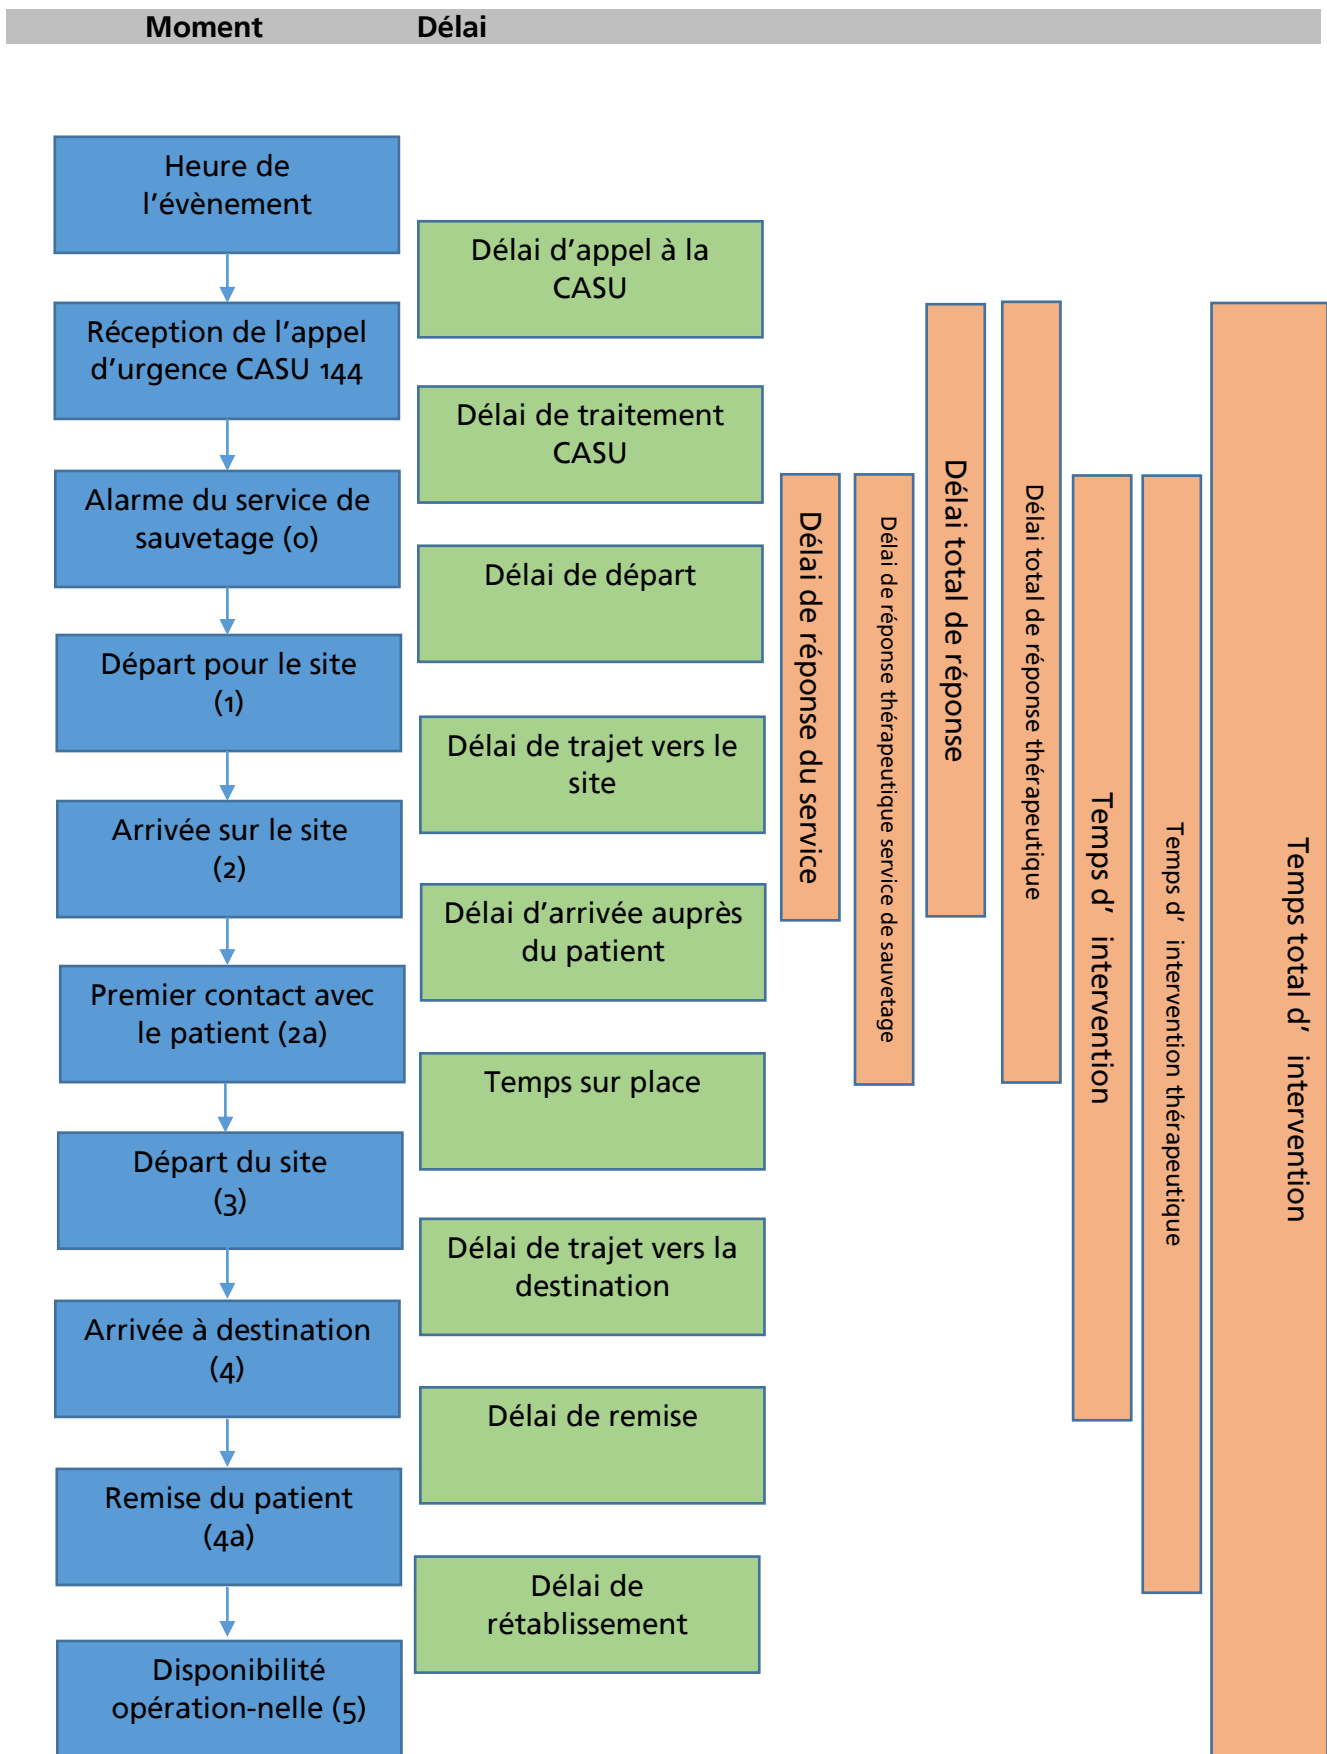 Moment Délai
Heure de
l'évènement
Délai d'appel à la
CASU
Réception de l'appel
d'urgence CASU 144
Délai de traitement
CASU
Alarme du service de
sauvetage (0)
Délai de départ
Départ pour le site
(1)
Délai de trajet vers le
site
Arrivée sur le site
(2)
Délai d'arrivée auprès
du patient
Premier contact avec
le patient (2a)
Temps sur place
Départ du site
(3)
Délai de trajet vers la
destination
Arrivée à destination
(4)
Délai de remise
Remise du patient
(4a)
Délai de
rétablissement
Disponibilité
opération-nelle (5)
Délai de réponse du service
Délai de réponse thérapeutique service de sauvetage
Délai total de réponse
Délai total de réponse thérapeutique
Temps d' intervention
Temps d' intervention thérapeutique
Temps total d' intervention